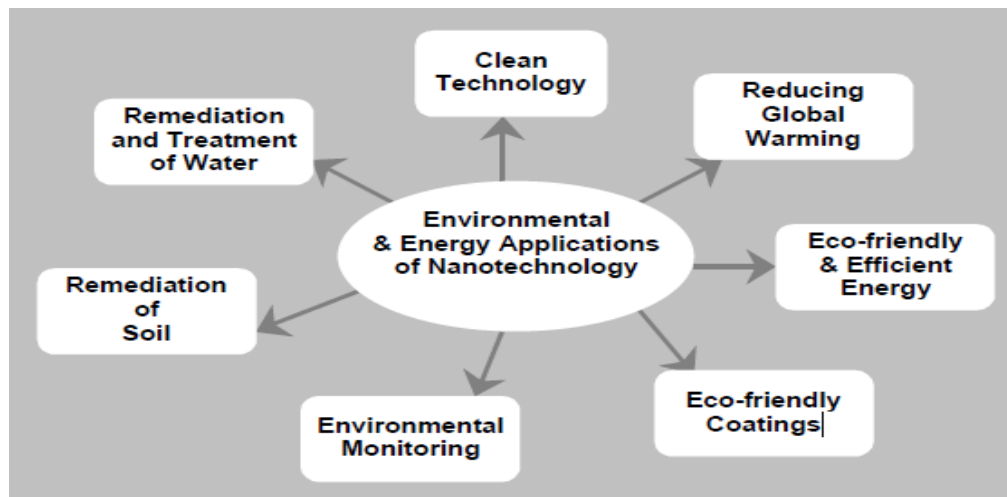 Clean
Technology
Reducing
Global
Warming
Remediation
and Treatment
of Water
Environmental
& Energy Applications
of Nanotechnology
Eco-friendly
& Efficient
Energy
Remediation
of
Soil
Eco-friendly
Coatings
Environmental
Monitoring